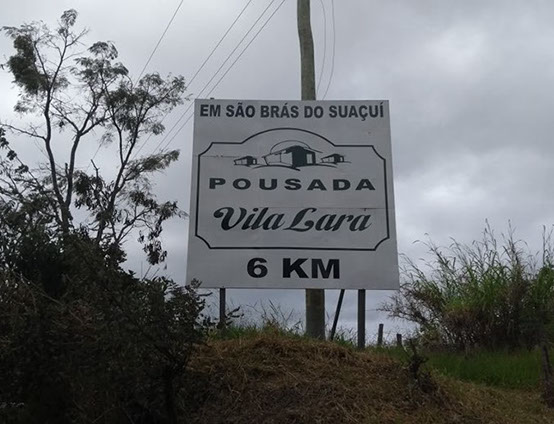 EM SÃO BRÁS DO SUAÇUÍ
POUSADA
Vila Lara
6 KM